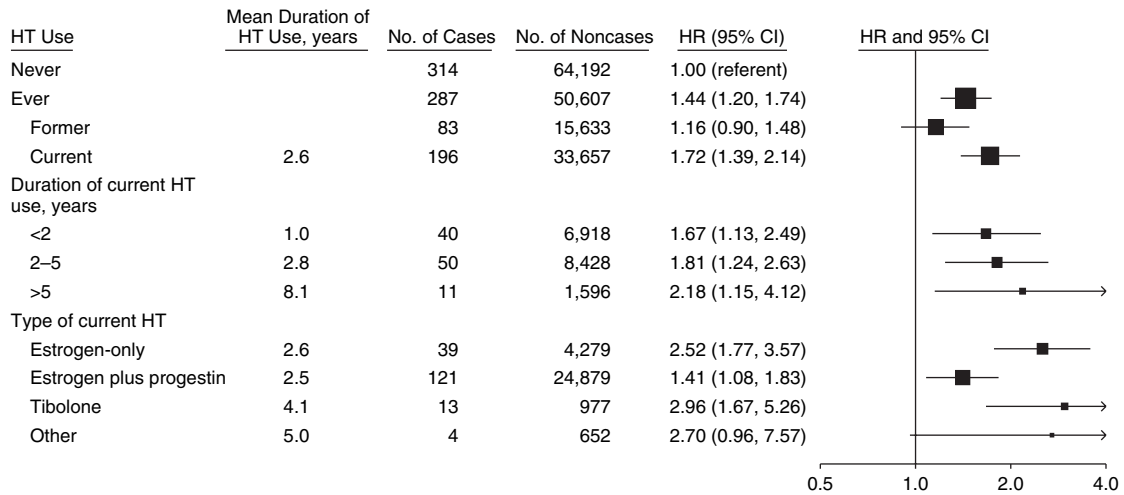 Mean Duration of
HT Use HT Use, years No. of Cases No. of Noncases HR (95% CI) HR and 95% CI
Never 314 64,192 1.00 (referent)
Ever 287 50,607 1.44 (1.20, 1.74)
Former 83 15,633 1.16 (0.90, 1.48)
Current 2.6 196 33,657 1.72 (1.39, 2.14)
Duration of current HT
use, years
<2 1.0 40 6,918 1.67 (1.13, 2.49)
2–5 2.8 50 8,428 1.81 (1.24, 2.63)
>5 8.1 11 1,596 2.18 (1.15, 4.12)
Type of current HT
Estrogen-only 2.6 39 4,279 2.52 (1.77, 3.57)
Estrogen plus progestin 2.5 121 24,879 1.41 (1.08, 1.83)
Tibolone 4.1 13 977 2.96 (1.67, 5.26)
Other 5.0 4 652 2.70 (0.96, 7.57)
0.5 1.0 2.0 4.0